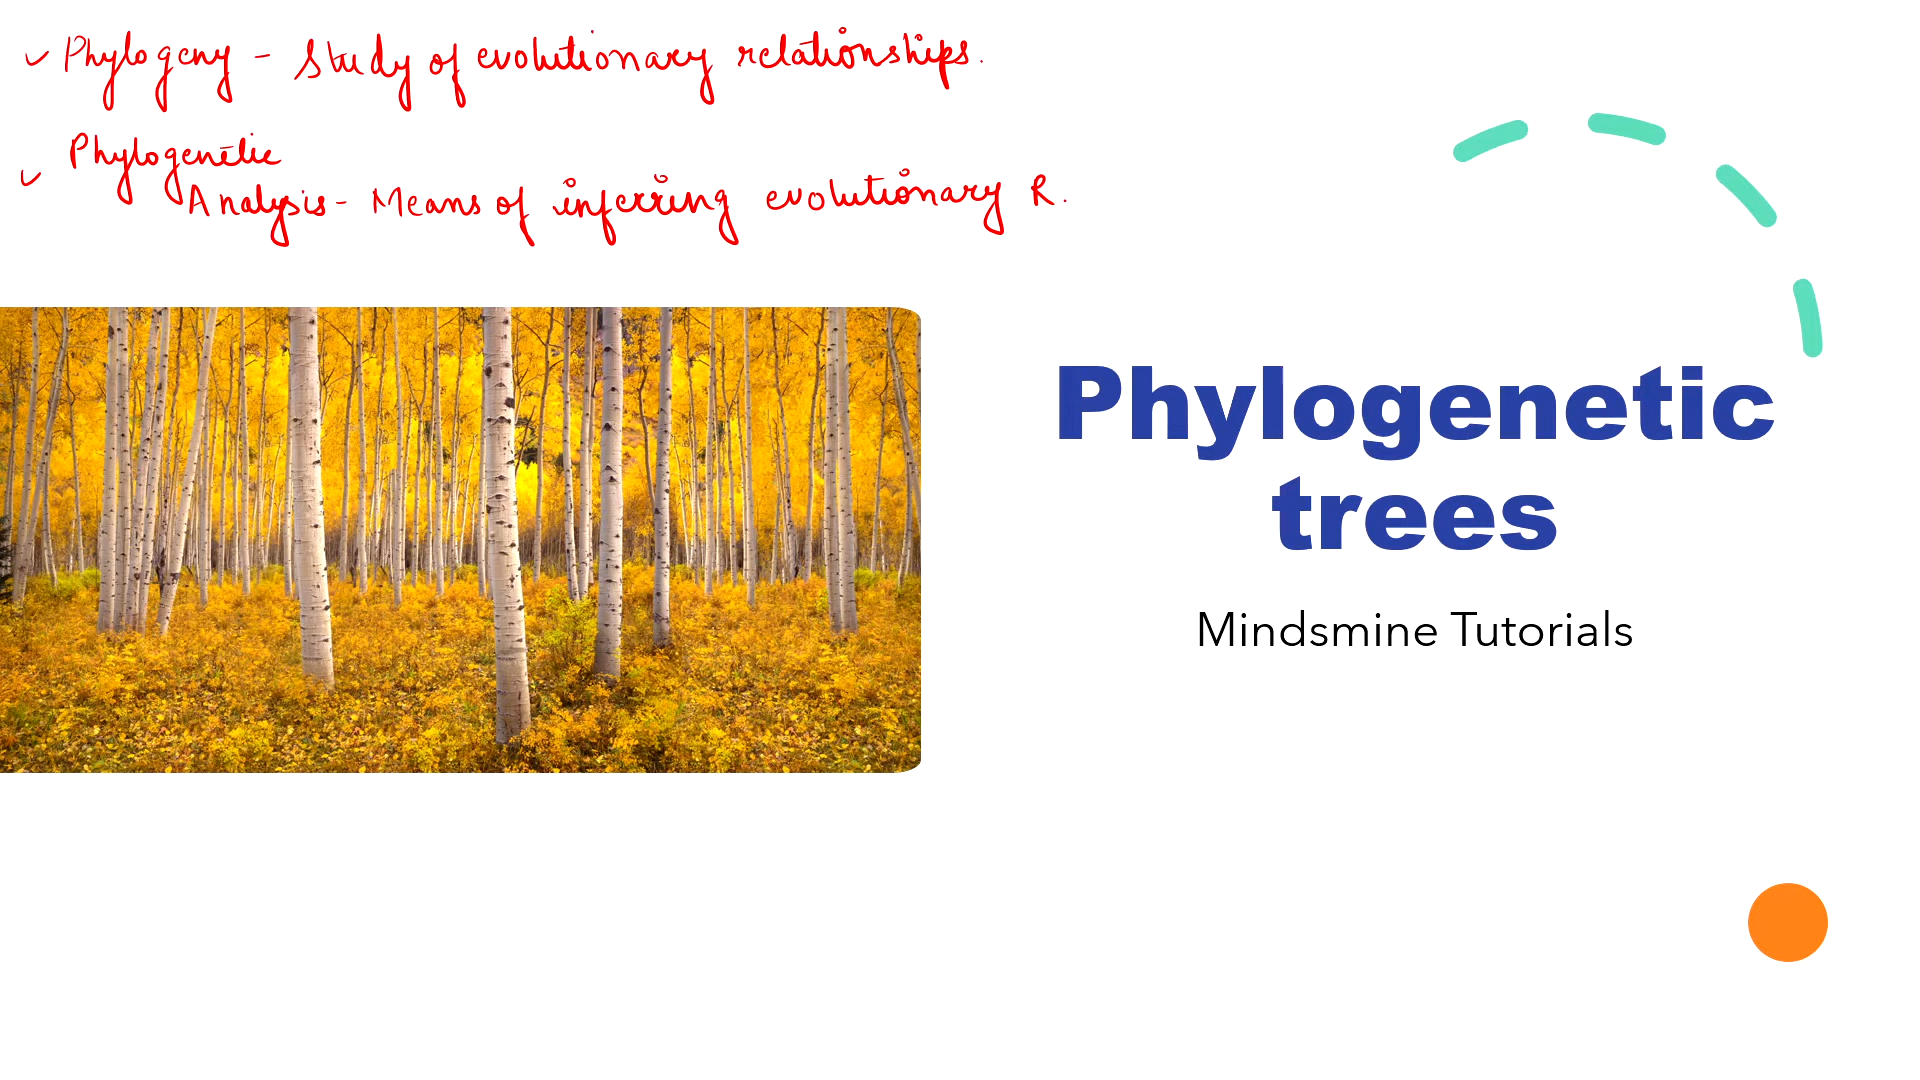 Phylogeny - Study of evolutionary relationships.
Phylogenetic
Analysis - Means of inferring evolutionary R.
Phylogenetic
trees
Mindsmine Tutorials